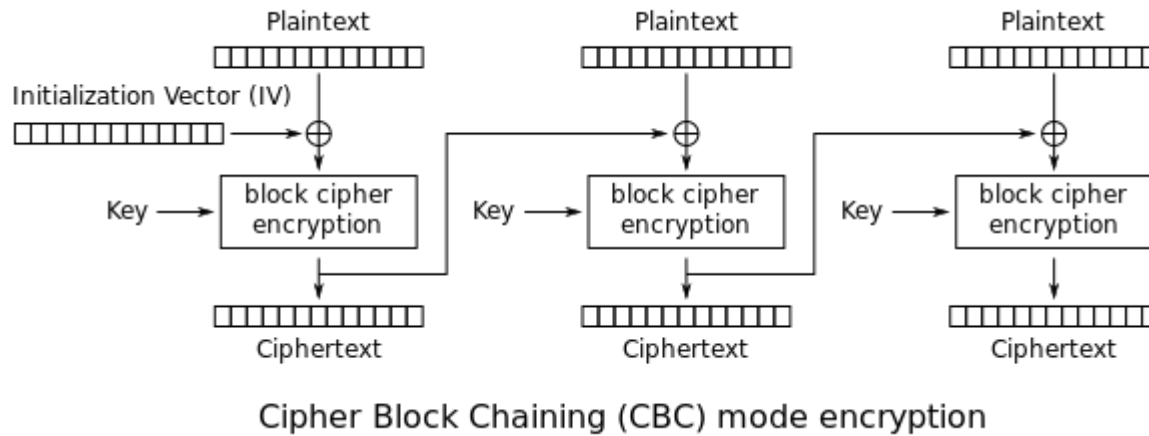 Plaintext Plaintext Plaintext
Initialization Vector (IV)
Key block cipher encryption Key block cipher encryption Key block cipher encryption
Ciphertext Ciphertext Ciphertext
Cipher Block Chaining (CBC) mode encryption